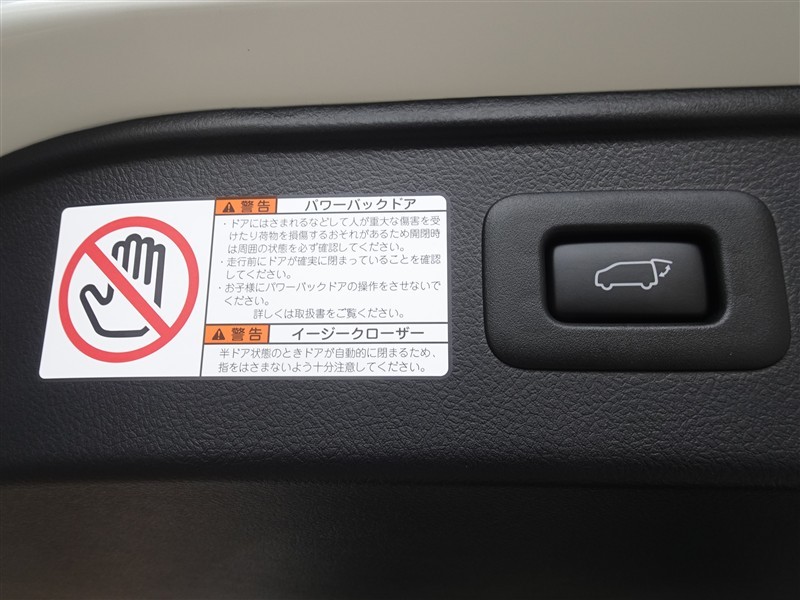 警告 パワーバックドア
・ドアにはさまれるなどして人が重大な傷害を受
けたり荷物を損傷するおそれがあるため開閉時
は周囲の状態を必ず確認してください。
・走行前にドアが確実に閉まっていることを確認
してください。
・お子様にパワーバックドアの操作をさせないで
ください。
詳しくは取扱書をご覧ください。
警告 イージークローザー
半ドア状態のときドアが自動的に閉まるため、
指をはさまないよう十分注意してください。